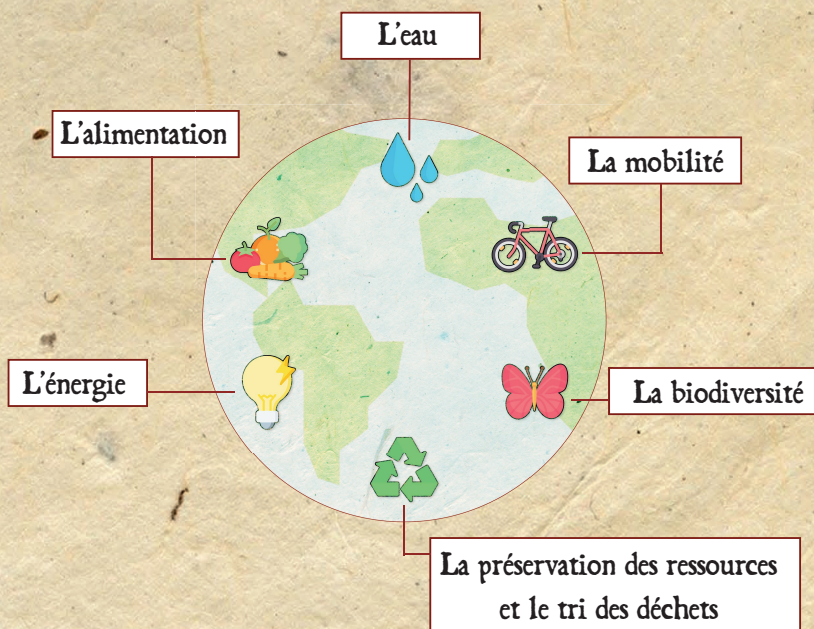 L'eau
L'alimentation
La mobilité
L'énergie
La biodiversité
La préservation des ressources
et le tri des déchets